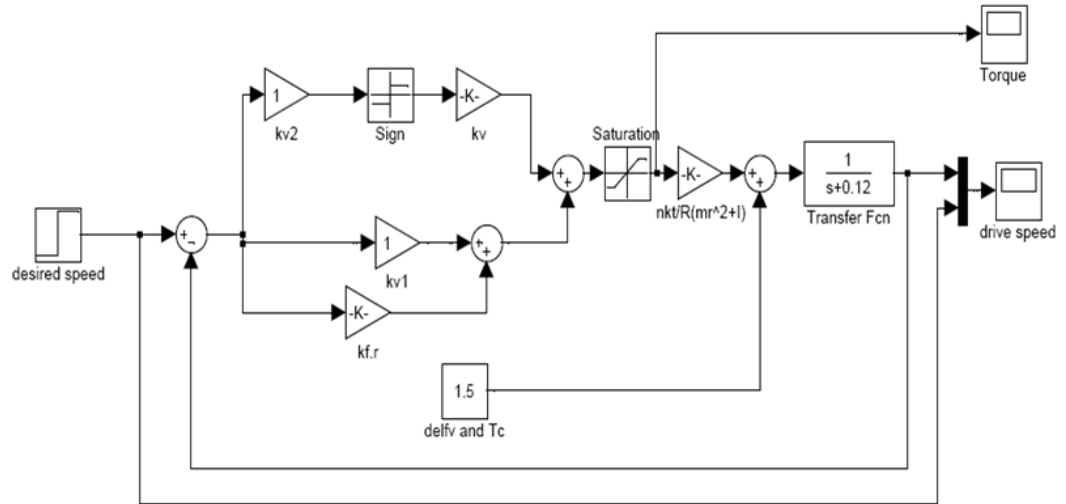 Torque
1
kv2
Sign
-K-
kv
Saturation
+
+
-K-
nkt/R(mr^2+I)
+
+
1
s+0.12
Transfer Fcn
drive speed
desired speed
+
−
1
kv1
+
+
-K-
kf.r
1.5
delfv and Tc